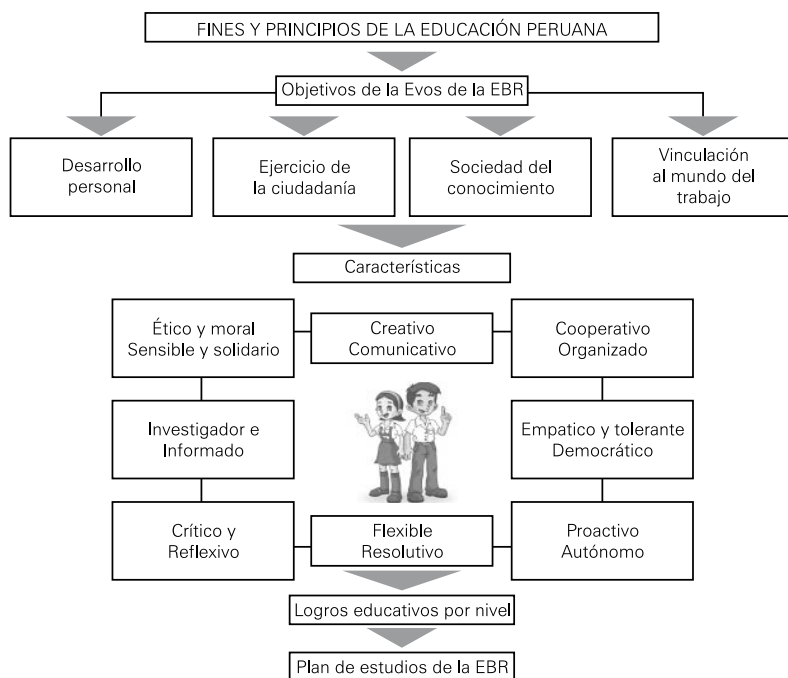 FINES Y PRINCIPIOS DE LA EDUCACIÓN PERUANA
Objetivos de la Evos de la EBR
Desarrollo
personal
Ejercicio de
la ciudadanía
Sociedad del
conocimiento
Vinculación
al mundo del
trabajo
Características
Ético y moral
Sensible y solidario
Creativo
Comunicativo
Cooperativo
Organizado
Investigador e
Informado
Empatico y tolerante
Democrático
Crítico y
Reflexivo
Flexible
Resolutivo
Proactivo
Autónomo
Logros educativos por nivel
Plan de estudios de la EBR